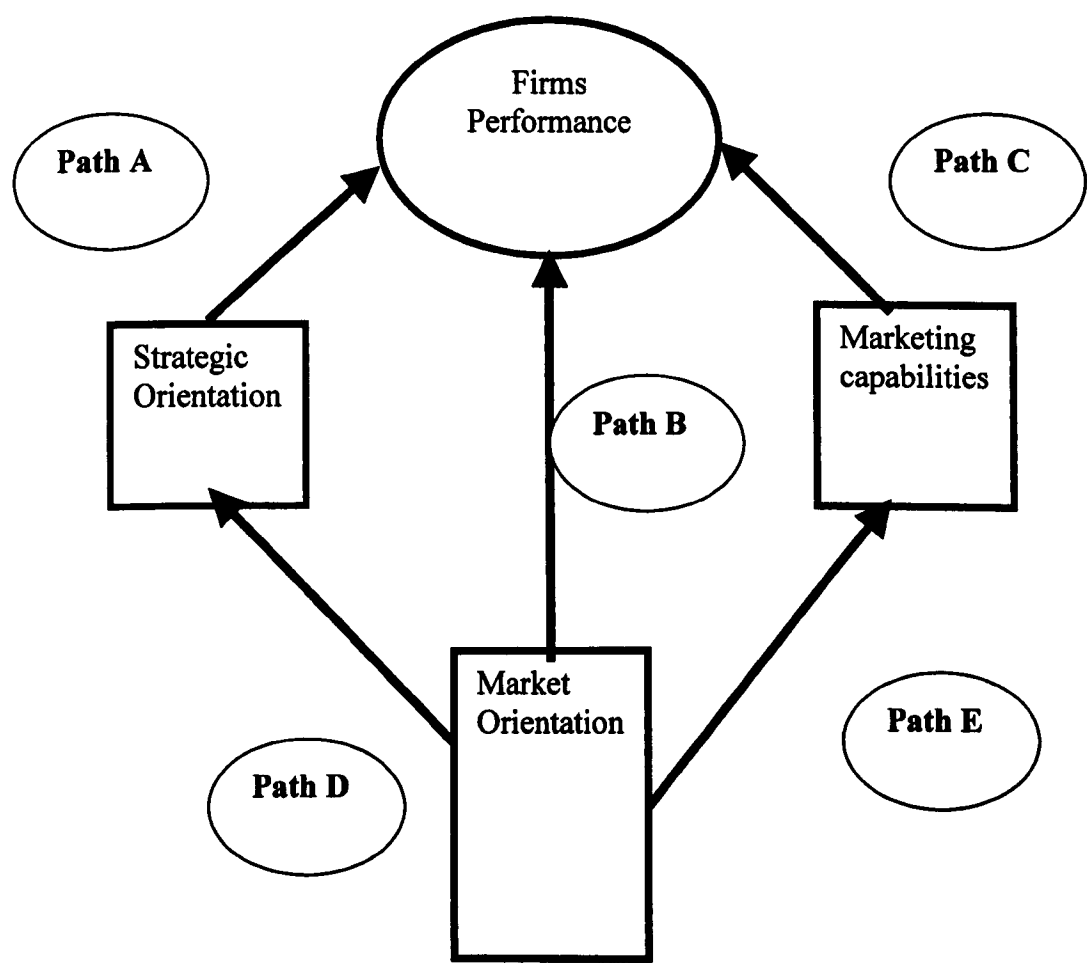 Firms
Performance
Path A
Path C
Strategic
Orientation
Marketing
capabilities
Path B
Market
Orientation
Path E
Path D